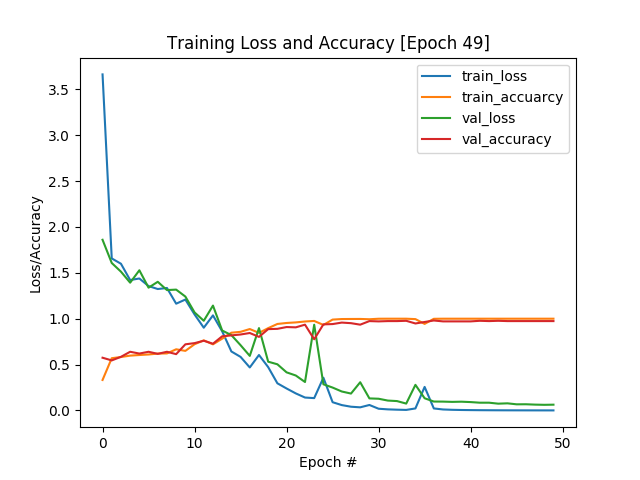 Training Loss and Accuracy [Epoch 49]
train_loss
train_accuarcy
val_loss
val_accuracy
Loss/Accuracy
3.5
3.0
2.5
2.0
1.5
1.0
0.5
0.0
0 10 20 30 40 50
Epoch #